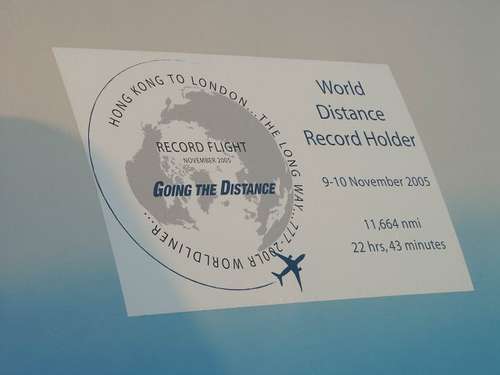 HONG KONG TO LONDON...THE LONG WAY...777-200LR WORLDLINER...
RECORD FLIGHT
NOVEMBER 2005
GOING THE DISTANCE
World
Distance
Record Holder
9-10 November 2005
11,664 nmi
22 hrs, 43 minutes